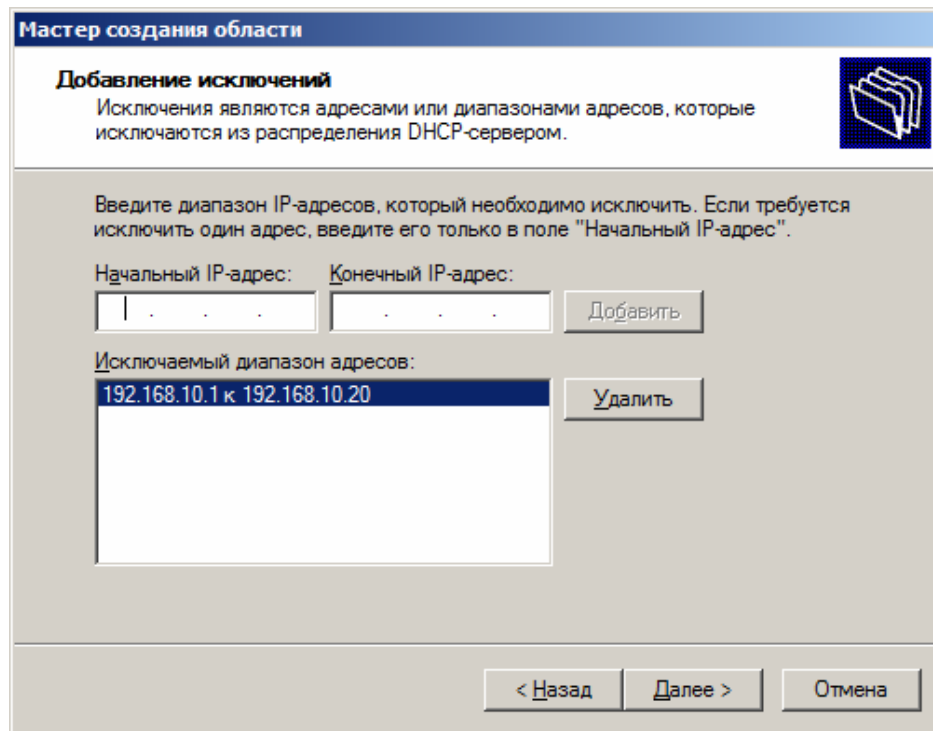 Мастер создания области
Добавление исключений
Исключения являются адресами или диапазонами адресов, которые
исключаются из распределения DHCP-сервером.
Введите диапазон IP-адресов, который необходимо исключить. Если требуется
исключить один адрес, введите его только в поле "Начальный IP-адрес".
Начальный IP-адрес: Конечный IP-адрес:
. . . . . . Добавить
Исключаемый диапазон адресов:
192.168.10.1 к 192.168.10.20 Удалить
< Назад Далее > Отмена